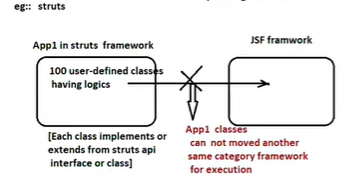 eg:: struts
App1 in struts framework
JSF framwork
100 user-defined classes
having logics
[Each class implements or
extends from struts api
interface or class]
App1 classes
can not moved another
same category framework
for execution